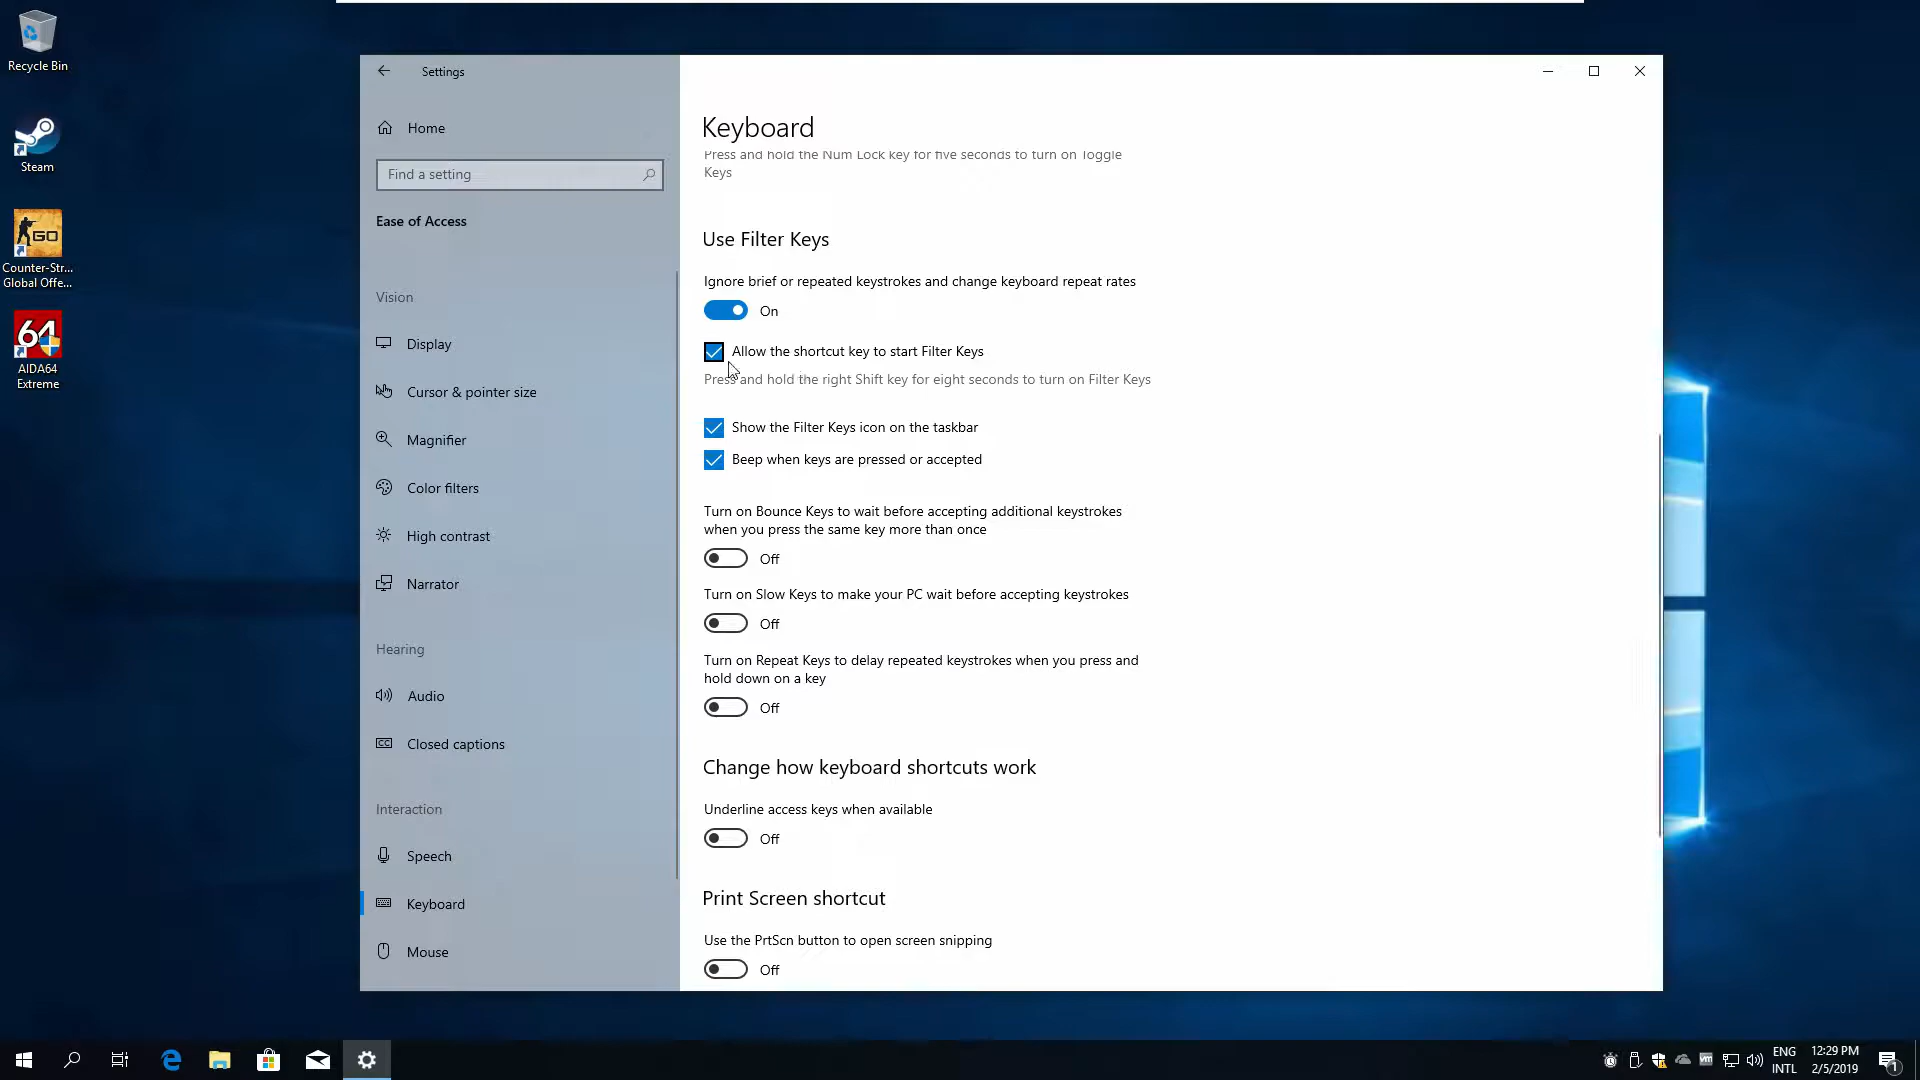 Recycle Bin
Steam
GO
Counter-Str...
Global Offe...
64
AIDA64
Extreme
Settings
Home
Find a setting
Ease of Access
Vision
Display
Cursor & pointer size
Magnifier
Color filters
High contrast
Narrator
Hearing
Audio
CC
Closed captions
Interaction
Speech
Keyboard
Mouse
Keyboard
Press and hold the Num Lock key for five seconds to turn on Toggle
Keys
Use Filter Keys
Ignore brief or repeated keystrokes and change keyboard repeat rates
On
Allow the shortcut key to start Filter Keys
Press and hold the right Shift key for eight seconds to turn on Filter Keys
Show the Filter Keys icon on the taskbar
Beep when keys are pressed or accepted
Turn on Bounce Keys to wait before accepting additional keystrokes
when you press the same key more than once
Off
Turn on Slow Keys to make your PC wait before accepting keystrokes
Off
Turn on Repeat Keys to delay repeated keystrokes when you press and
hold down on a key
Off
Change how keyboard shortcuts work
Underline access keys when available
Off
Print Screen shortcut
Use the PrtScn button to open screen snipping
Off
vm
ENG
INTL
12:29 PM
2/5/2019
1